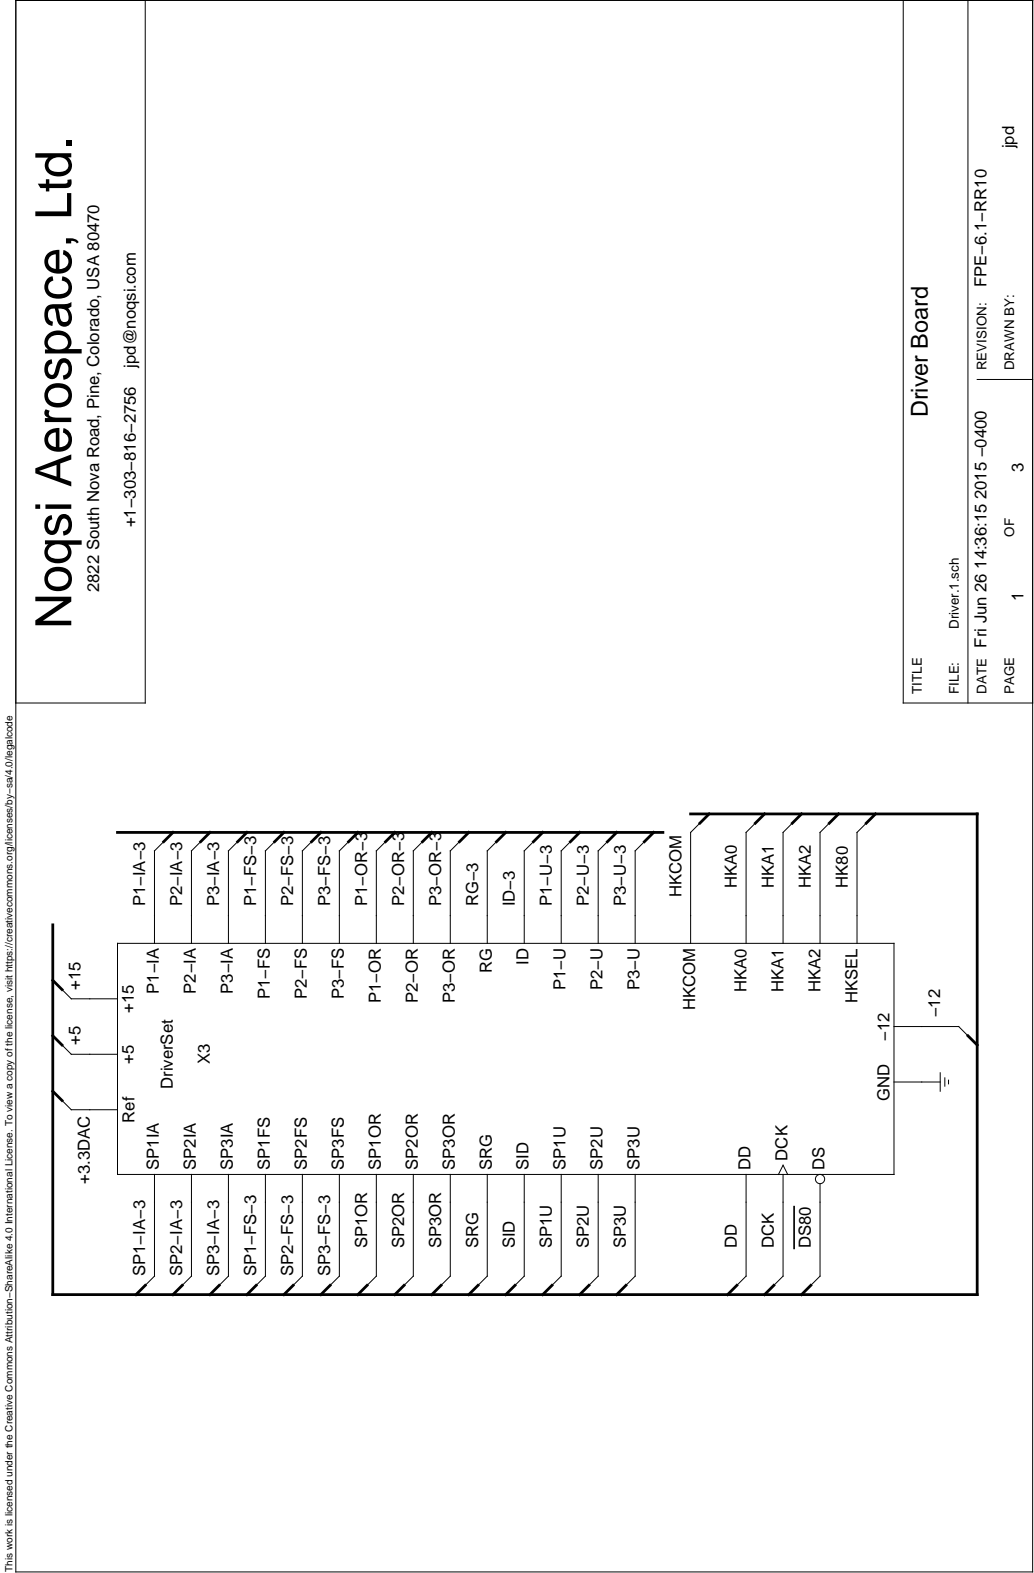 This work is licensed under the Creative Commons Attribution−ShareAlike 4.0 International License. To view a copy of the license, visit https://creativecommons.org/licenses/by−sa/4.0/legalcode
Noqsi Aerospace, Ltd.
2822 South Nova Road, Pine, Colorado, USA 80470
+1−303−816−2756 jpd@noqsi.com
+3.3DAC
+5
+15
Ref
+5
+15
DriverSet
X3
SP1−IA−3 SP1IA P1−IA P1−IA−3
SP2−IA−3 SP2IA P2−IA P2−IA−3
SP3−IA−3 SP3IA P3−IA P3−IA−3
SP1−FS−3 SP1FS P1−FS P1−FS−3
SP2−FS−3 SP2FS P2−FS P2−FS−3
SP3−FS−3 SP3FS P3−FS P3−FS−3
SP1OR SP1OR P1−OR P1−OR−3
SP2OR SP2OR P2−OR P2−OR−3
SP3OR SP3OR P3−OR P3−OR−3
SRG SRG RG RG−3
SID SID ID ID−3
SP1U SP1U P1−U P1−U−3
SP2U SP2U P2−U P2−U−3
SP3U SP3U P3−U P3−U−3
HKCOM HKCOM
DD DD HKA0 HKA0
DCK DCK HKA1 HKA1
DS80 DS HKA2 HKA2
HKSEL HK80
GND −12
−12
TITLE
Driver Board
FILE: Driver.1.sch
DATE Fri Jun 26 14:36:15 2015 −0400
REVISION: FPE−6.1−RR10
PAGE 1 OF 3
DRAWN BY: jpd